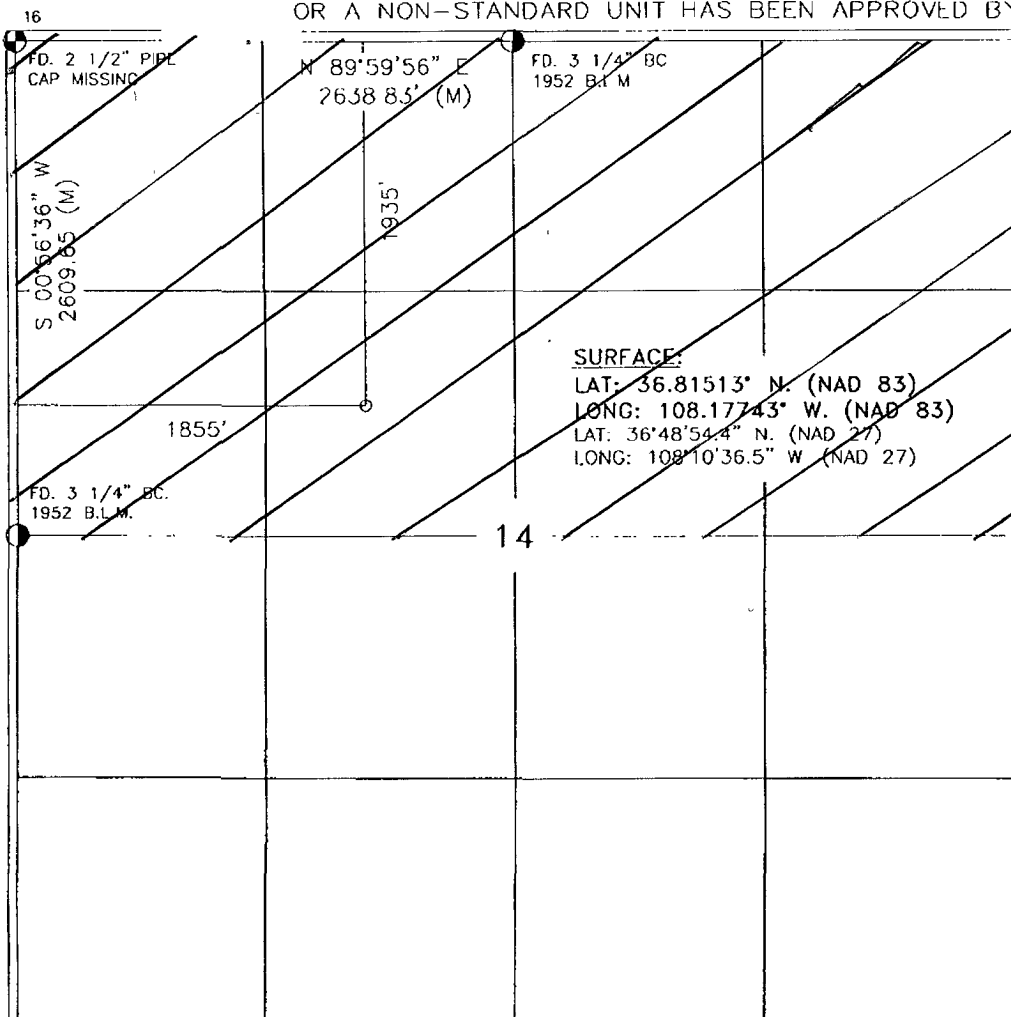 OR A NON-STANDARD UNIT HAS BEEN APPROVED BY
16
FD. 2 1/2" PIPE
CAP MISSING
N 89°59'56" E
2638 83' (M)
FD. 3 1/4" BC
1952 B.L M
S 00°56'36" W
2609.65 (M)
1935'
SURFACE:
LAT: 36.81513° N. (NAD 83)
LONG: 108.17743° W. (NAD 83)
LAT: 36°48'54.4" N. (NAD 27)
LONG: 108°10'36.5" W (NAD 27)
1855'
FD. 3 1/4" BC.
1952 B.L.M.
14